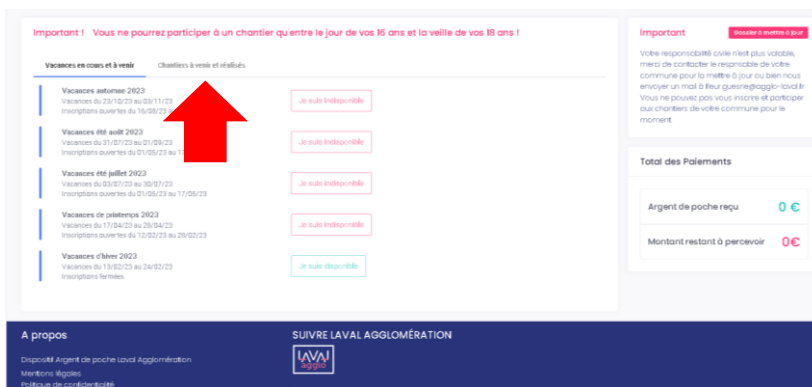 Important !   Vous ne pourrez participer à un chantier qu'entre le jour de vos 16 ans et la veille de vos 18 ans !
Vacances en cours et à venir
Chantiers à venir et réalisés
Vacances automne 2023
Vacances du 23/10/23 au 03/11/23
Inscriptions ouvertes du 16/08/23
Je suis indisponible
Vacances été août 2023
Vacances du 31/07/23 au 01/09/23
Inscriptions ouvertes du 01/05/23 au
Je suis indisponible
Vacances été juillet 2023
Vacances du 03/07/23 au 30/07/23
Inscriptions ouvertes du 01/05/23 au 17/05/23
Je suis indisponible
Vacances de printemps 2023
Vacances du 17/04/23 au 28/04/23
Inscriptions ouvertes du 12/02/23 au 28/02/23
Je suis indisponible
Vacances d'hiver 2023
Vacances du 13/02/23 au 24/02/23
Inscriptions fermées
Je suis disponible
Important
Dossier à mettre à jour
Votre responsabilité civile n'est plus valable,
merci de contacter le responsable de votre
commune pour la mettre à jour ou bien nous
envoyer un mail à fleur.guesne@agglo-laval.fr
Vous ne pouvez pas vous inscrire et participer
aux chantiers de votre commune pour le
moment.
Total des Paiements
Argent de poche reçu 0 €
Montant restant à percevoir 0€
A propos
Dispositif Argent de poche Laval Agglomération
Mentions légales
Politique de confidentialité
SUIVRE LAVAL AGGLOMÉRATION
LAVAL
agglo